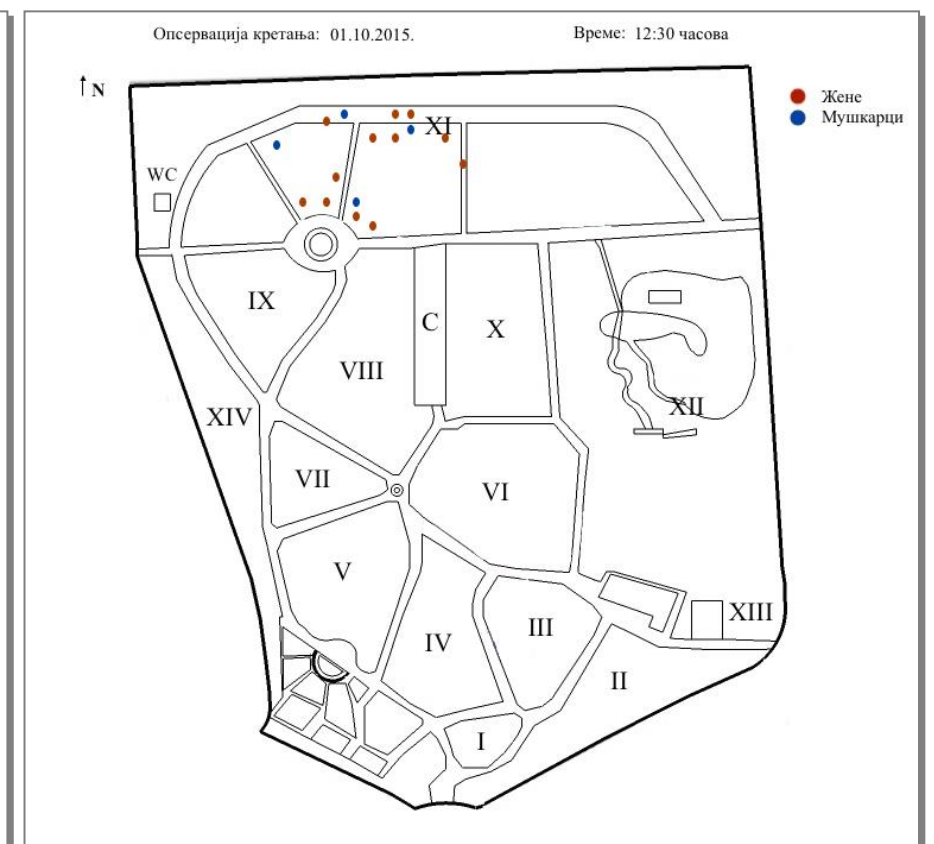 Опсервација кретања: 01.10.2015. Време: 12:30 часова
N
Жене
Мушкарци
XI
WC
IX
C
X
VIII
XIV
XII
VII
VI
V
XIII
III
IV
II
I